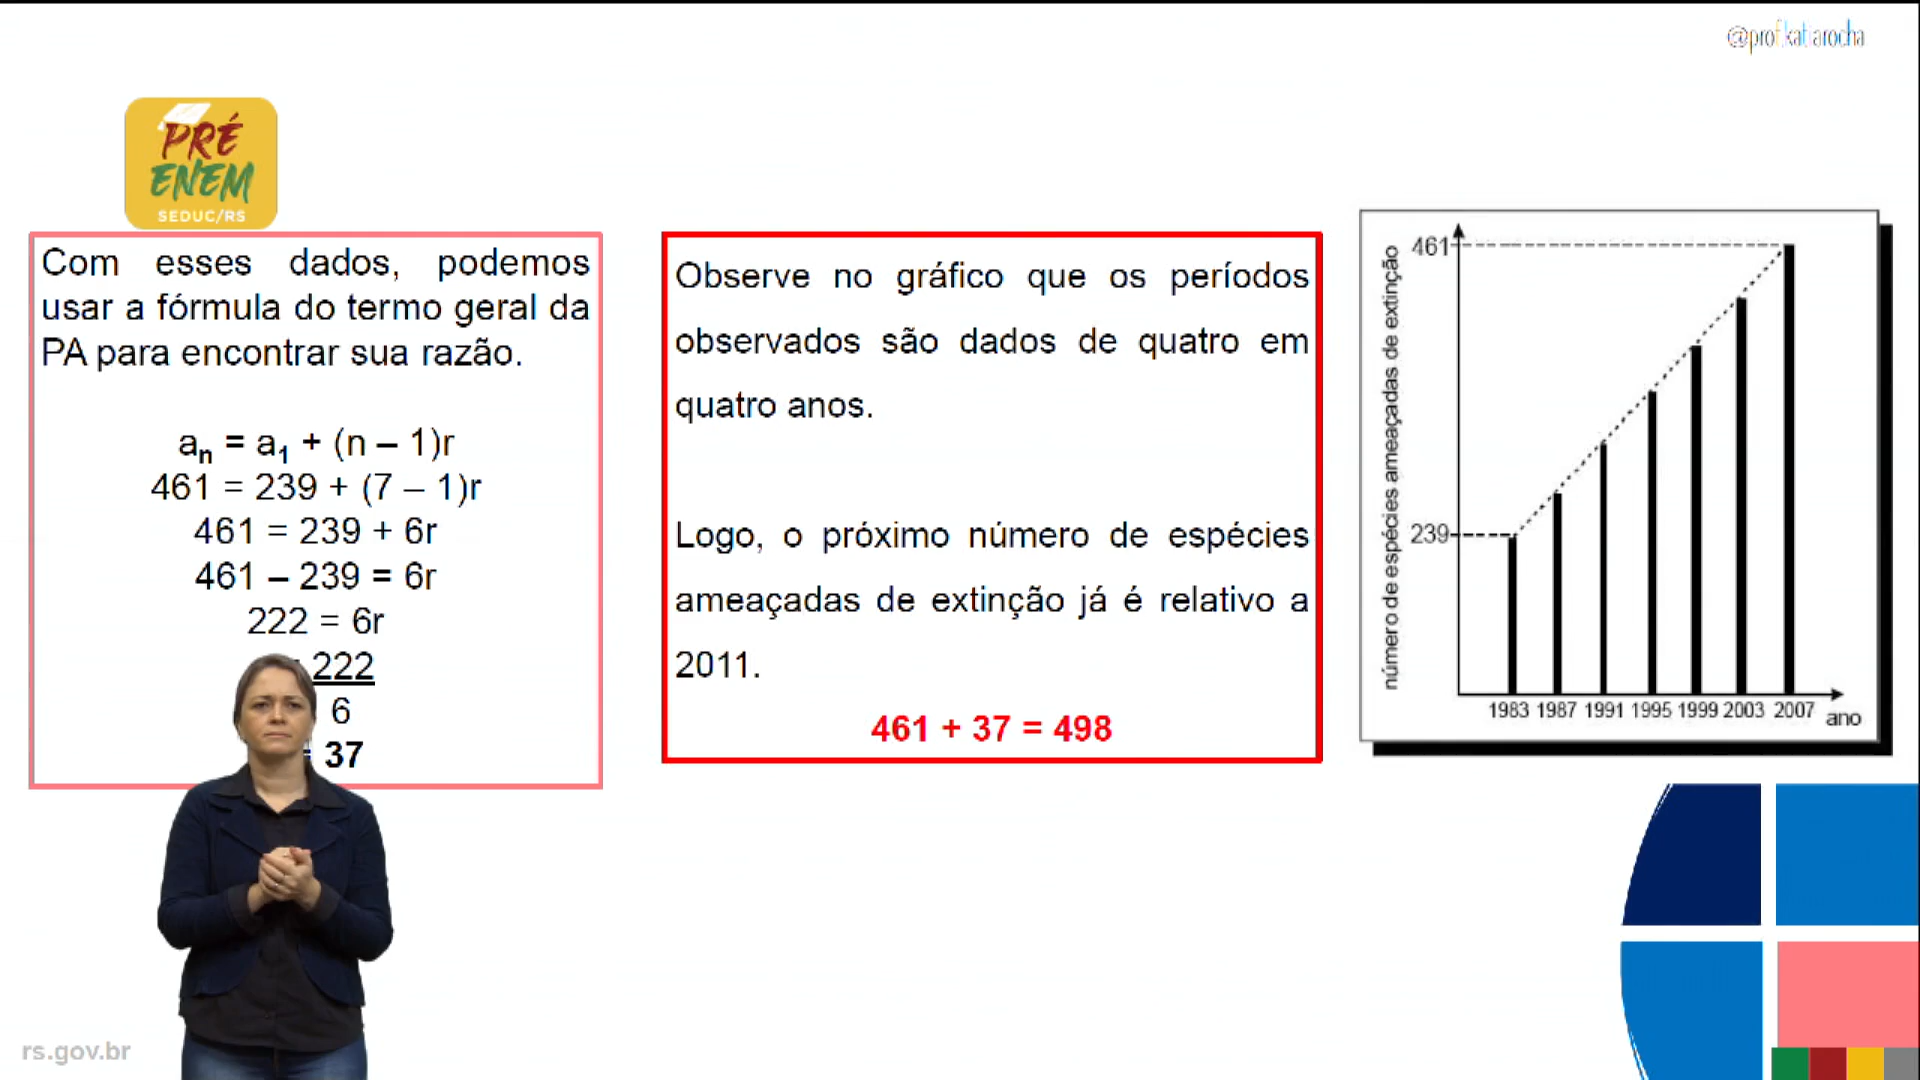 @prof.katiarocha
PRÉ
ENEM
SEDUC/RS
Com esses dados, podemos
usar a fórmula do termo geral da
PA para encontrar sua razão.
an = a1 + (n – 1)r
461 = 239 + (7 – 1)r
461 = 239 + 6r
461 – 239 = 6r
222 = 6r
222
6
37
Observe no gráfico que os períodos
observados são dados de quatro em
quatro anos.
Logo, o próximo número de espécies
ameaçadas de extinção já é relativo a
2011.
461 + 37 = 498
número de espécies ameaçadas de extinção
461
239
1983 1987 1991 1995 1999 2003 2007 ano
rs.gov.br